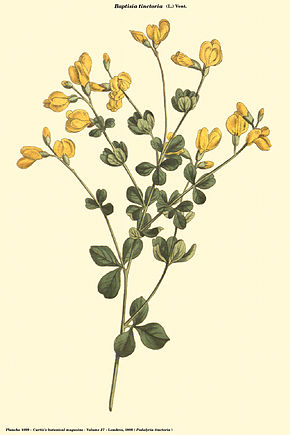 Baptisia tinctoria (L.) Vent.
Planche 1099 - Curtis's botanical magazine - Volume 27 - Londres, 1808 ( Podalyria tinctoria )